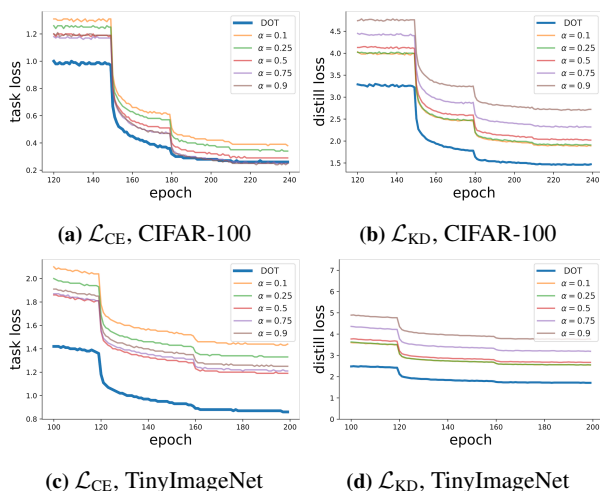 DOT
α = 0.1
α = 0.25
α = 0.5
α = 0.75
α = 0.9
task loss
1.2
1.0
0.8
0.6
0.4
0.2
120 140 160 180 200 220 240
epoch
(a) ℒCE, CIFAR-100
DOT
α = 0.1
α = 0.25
α = 0.5
α = 0.75
α = 0.9
distill loss
4.5
4.0
3.5
3.0
2.5
2.0
1.5
120 140 160 180 200 220 240
epoch
(b) ℒKD, CIFAR-100
DOT
α = 0.1
α = 0.25
α = 0.5
α = 0.75
α = 0.9
task loss
2.0
1.8
1.6
1.4
1.2
1.0
0.8
100 120 140 160 180 200
epoch
(c) ℒCE, TinyImageNet
DOT
α = 0.1
α = 0.25
α = 0.5
α = 0.75
α = 0.9
distill loss
7
6
5
4
3
2
1
0
100 120 140 160 180 200
epoch
(d) ℒKD, TinyImageNet